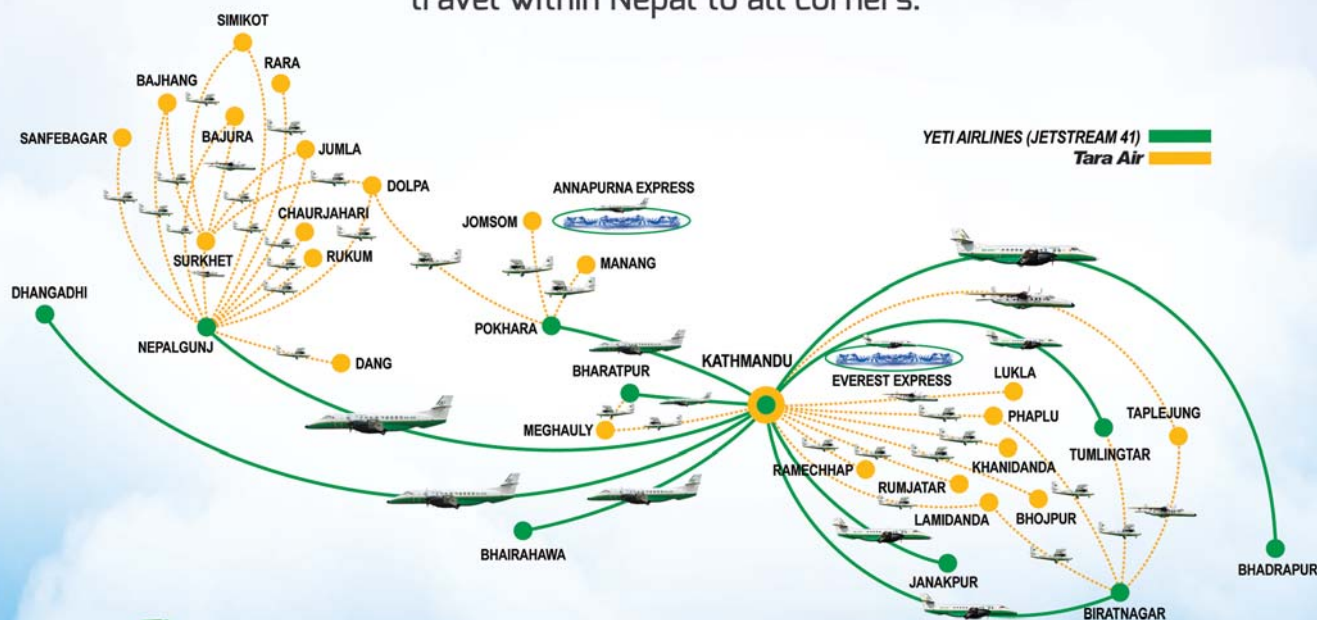 travel within Nepal to all corners.
SIMIKOT
RARA
BAJHANG
BAJURA
SANFEBAGAR
JUMLA
YETI AIRLINES (JETSTREAM 41)
Tara Air
DOLPA
ANNAPURNA EXPRESS
CHAURJAHARI
JOMSOM
SURKHET
RUKUM
MANANG
DHANGADHI
POKHARA
NEPALGUNJ
DANG
BHARATPUR
KATHMANDU
EVEREST EXPRESS
LUKLA
MEGHAULY
PHAPLU
TAPLEJUNG
TUMLINGTAR
KHANIDANDA
RAMECHHAP
RUMJATAR
LAMIDANDA
BHOJPUR
BHAIRAHAWA
JANAKPUR
BHADRAPUR
BIRATNAGAR